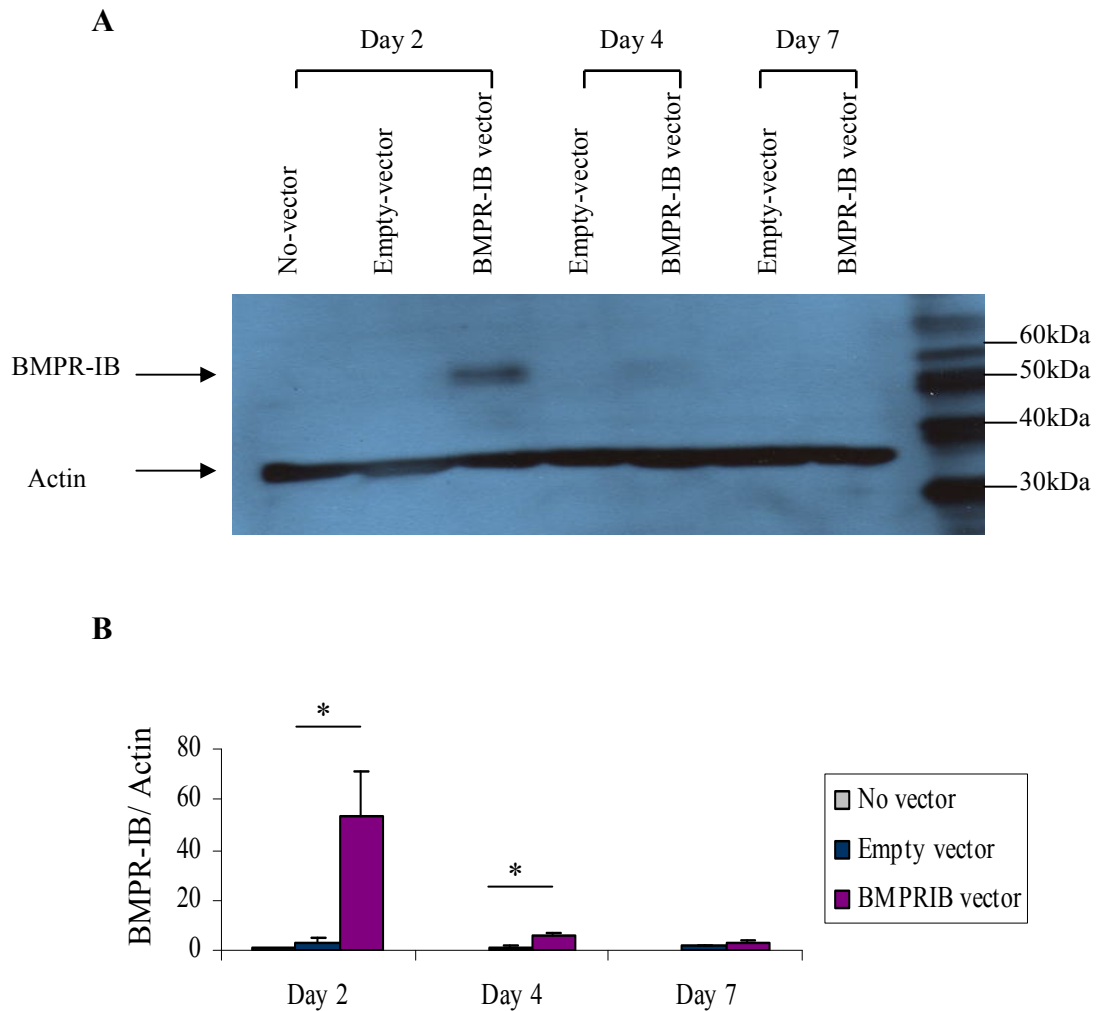 A
Day 2
Day 4
Day 7
No-vector
Empty-vector
BMPR-IB vector
Empty-vector
BMPR-IB vector
Empty-vector
BMPR-IB vector
BMPR-IB
Actin
60kDa
50kDa
40kDa
30kDa
B
BMPR-IB/ Actin
80
60
40
20
0
*
*
Day 2
Day 4
Day 7
No vector
Empty vector
BMPRIB vector